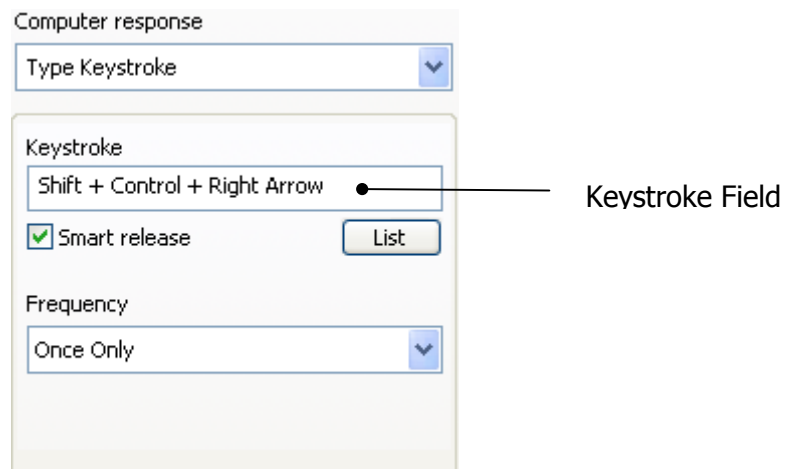 Computer response
Type Keystroke
Keystroke
Shift + Control + Right Arrow
Keystroke Field
Smart release
List
Frequency
Once Only